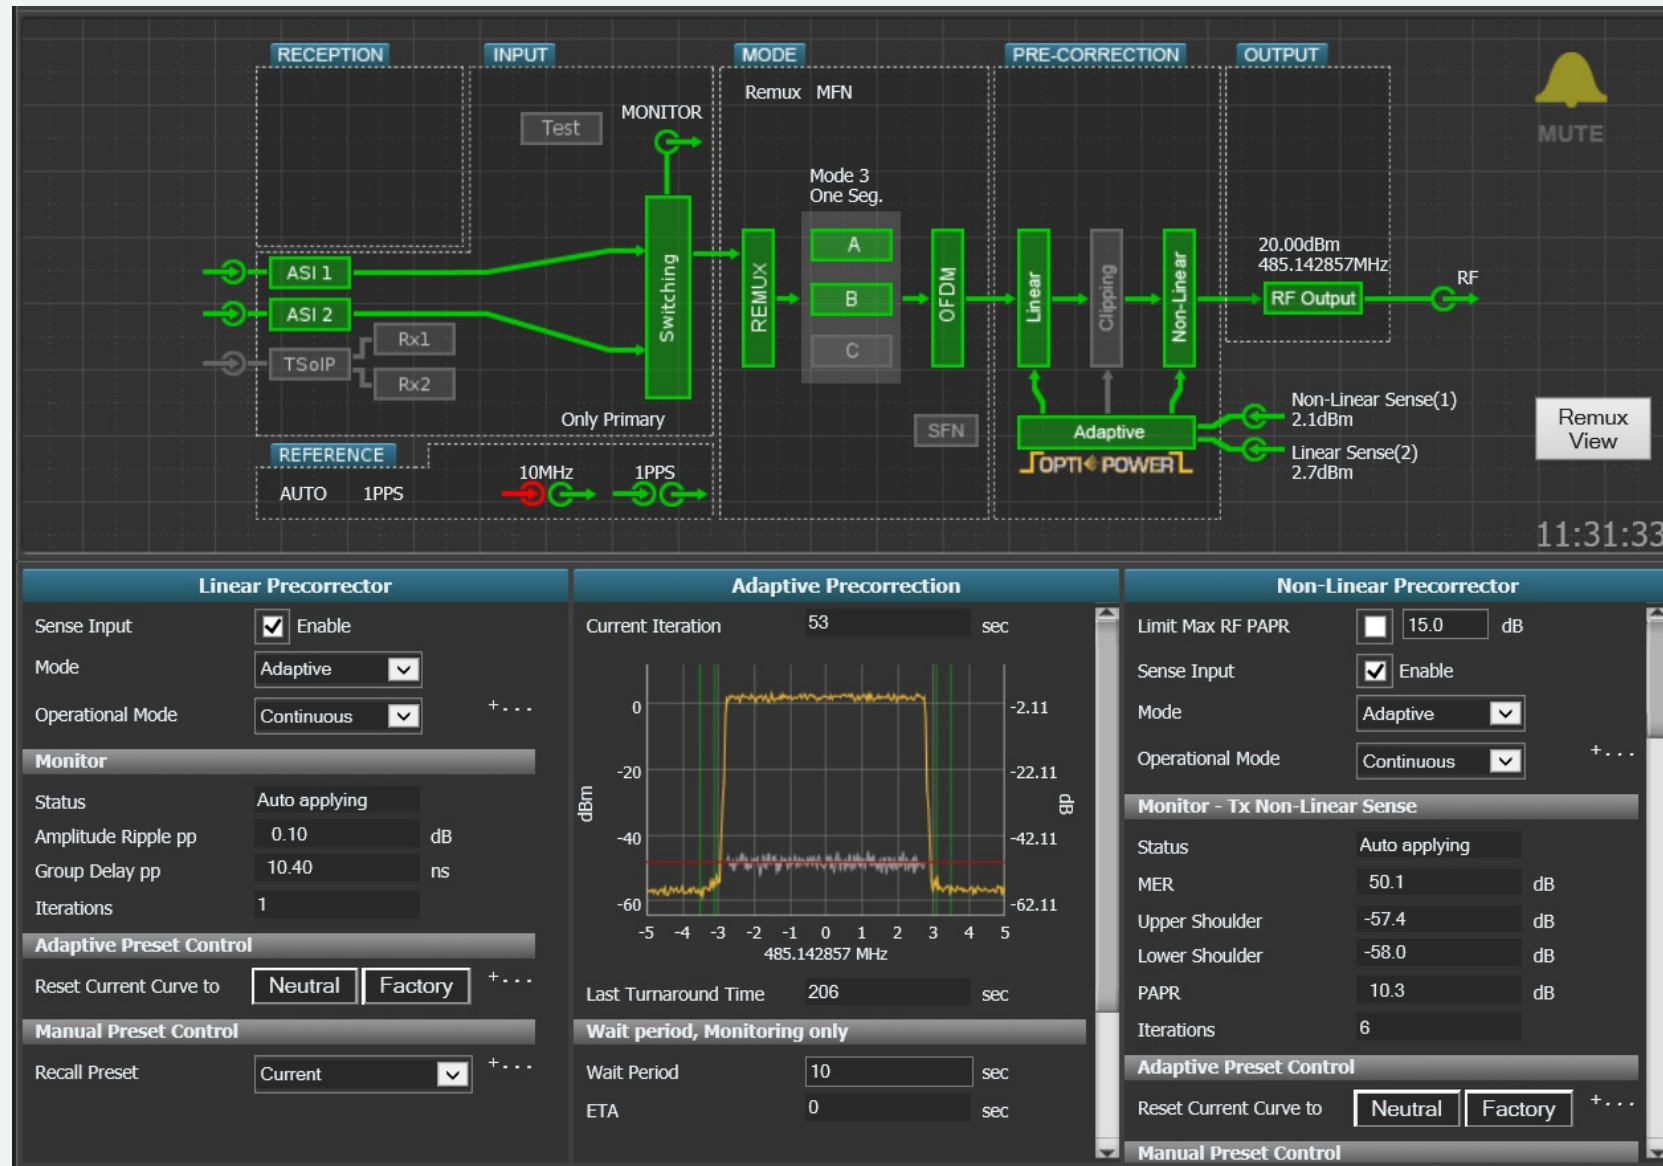 RECEPTION INPUT MODE PRE-CORRECTION OUTPUT
Remux MFN
MONITOR
Test
MUTE
Mode 3
One Seg.
A
B
C
ASI 1
ASI 2
TSoIP
Rx1
Rx2
Switching
REMUX
OFDM
Linear
Clipping
Non-Linear
20.00dBm
485.142857MHz
RF Output
RF
Only Primary
SFN
Adaptive
OPTI POWER
Non-Linear Sense(1)
2.1dBm
Linear Sense(2)
2.7dBm
Remux
View
REFERENCE
AUTO 1PPS
10MHz 1PPS
11:31:33
Linear Precorrector
Sense Input Enable
Mode Adaptive
Operational Mode Continuous +...
Monitor
Status Auto applying
Amplitude Ripple pp 0.10 dB
Group Delay pp 10.40 ns
Iterations 1
Adaptive Preset Control
Reset Current Curve to Neutral Factory +...
Manual Preset Control
Recall Preset Current +...
Adaptive Precorrection
Current Iteration 53 sec
0 -2.11
-20 -22.11
dBm dB
-40 -42.11
-60 -62.11
-5 -4 -3 -2 -1 0 1 2 3 4 5
485.142857 MHz
Last Turnaround Time 206 sec
Wait period, Monitoring only
Wait Period 10 sec
ETA 0 sec
Non-Linear Precorrector
Limit Max RF PAPR 15.0 dB
Sense Input Enable
Mode Adaptive
Operational Mode Continuous +...
Monitor - Tx Non-Linear Sense
Status Auto applying
MER 50.1 dB
Upper Shoulder -57.4 dB
Lower Shoulder -58.0 dB
PAPR 10.3 dB
Iterations 6
Adaptive Preset Control
Reset Current Curve to Neutral Factory +...
Manual Preset Control